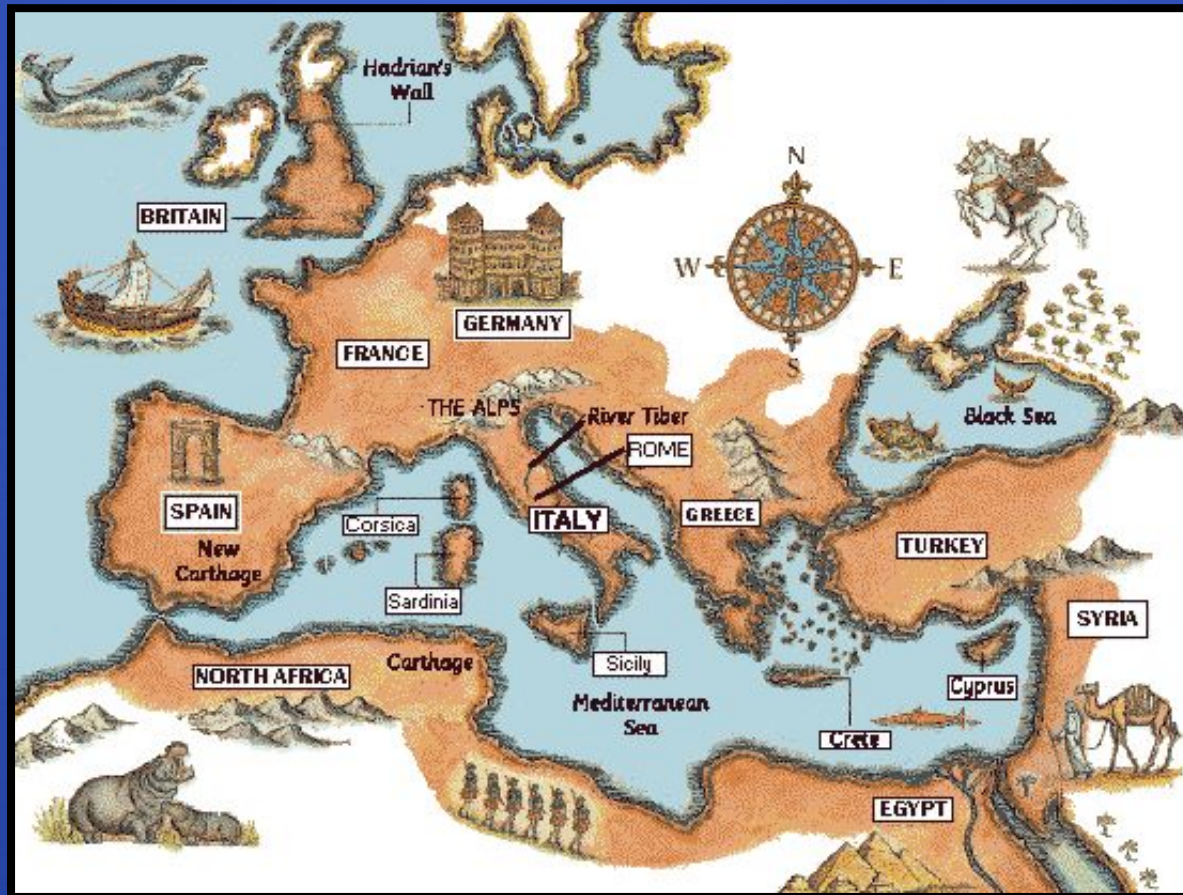 Hadrian's
Wall
BRITAIN
N
W
E
S
GERMANY
FRANCE
THE ALPS
River Tiber
ROME
Black Sea
SPAIN
New
Carthage
Corsica
Sardinia
ITALY
GREECE
TURKEY
SYRIA
NORTH AFRICA
Carthage
Sicily
Mediterranean
Sea
Cyprus
Crete
EGYPT